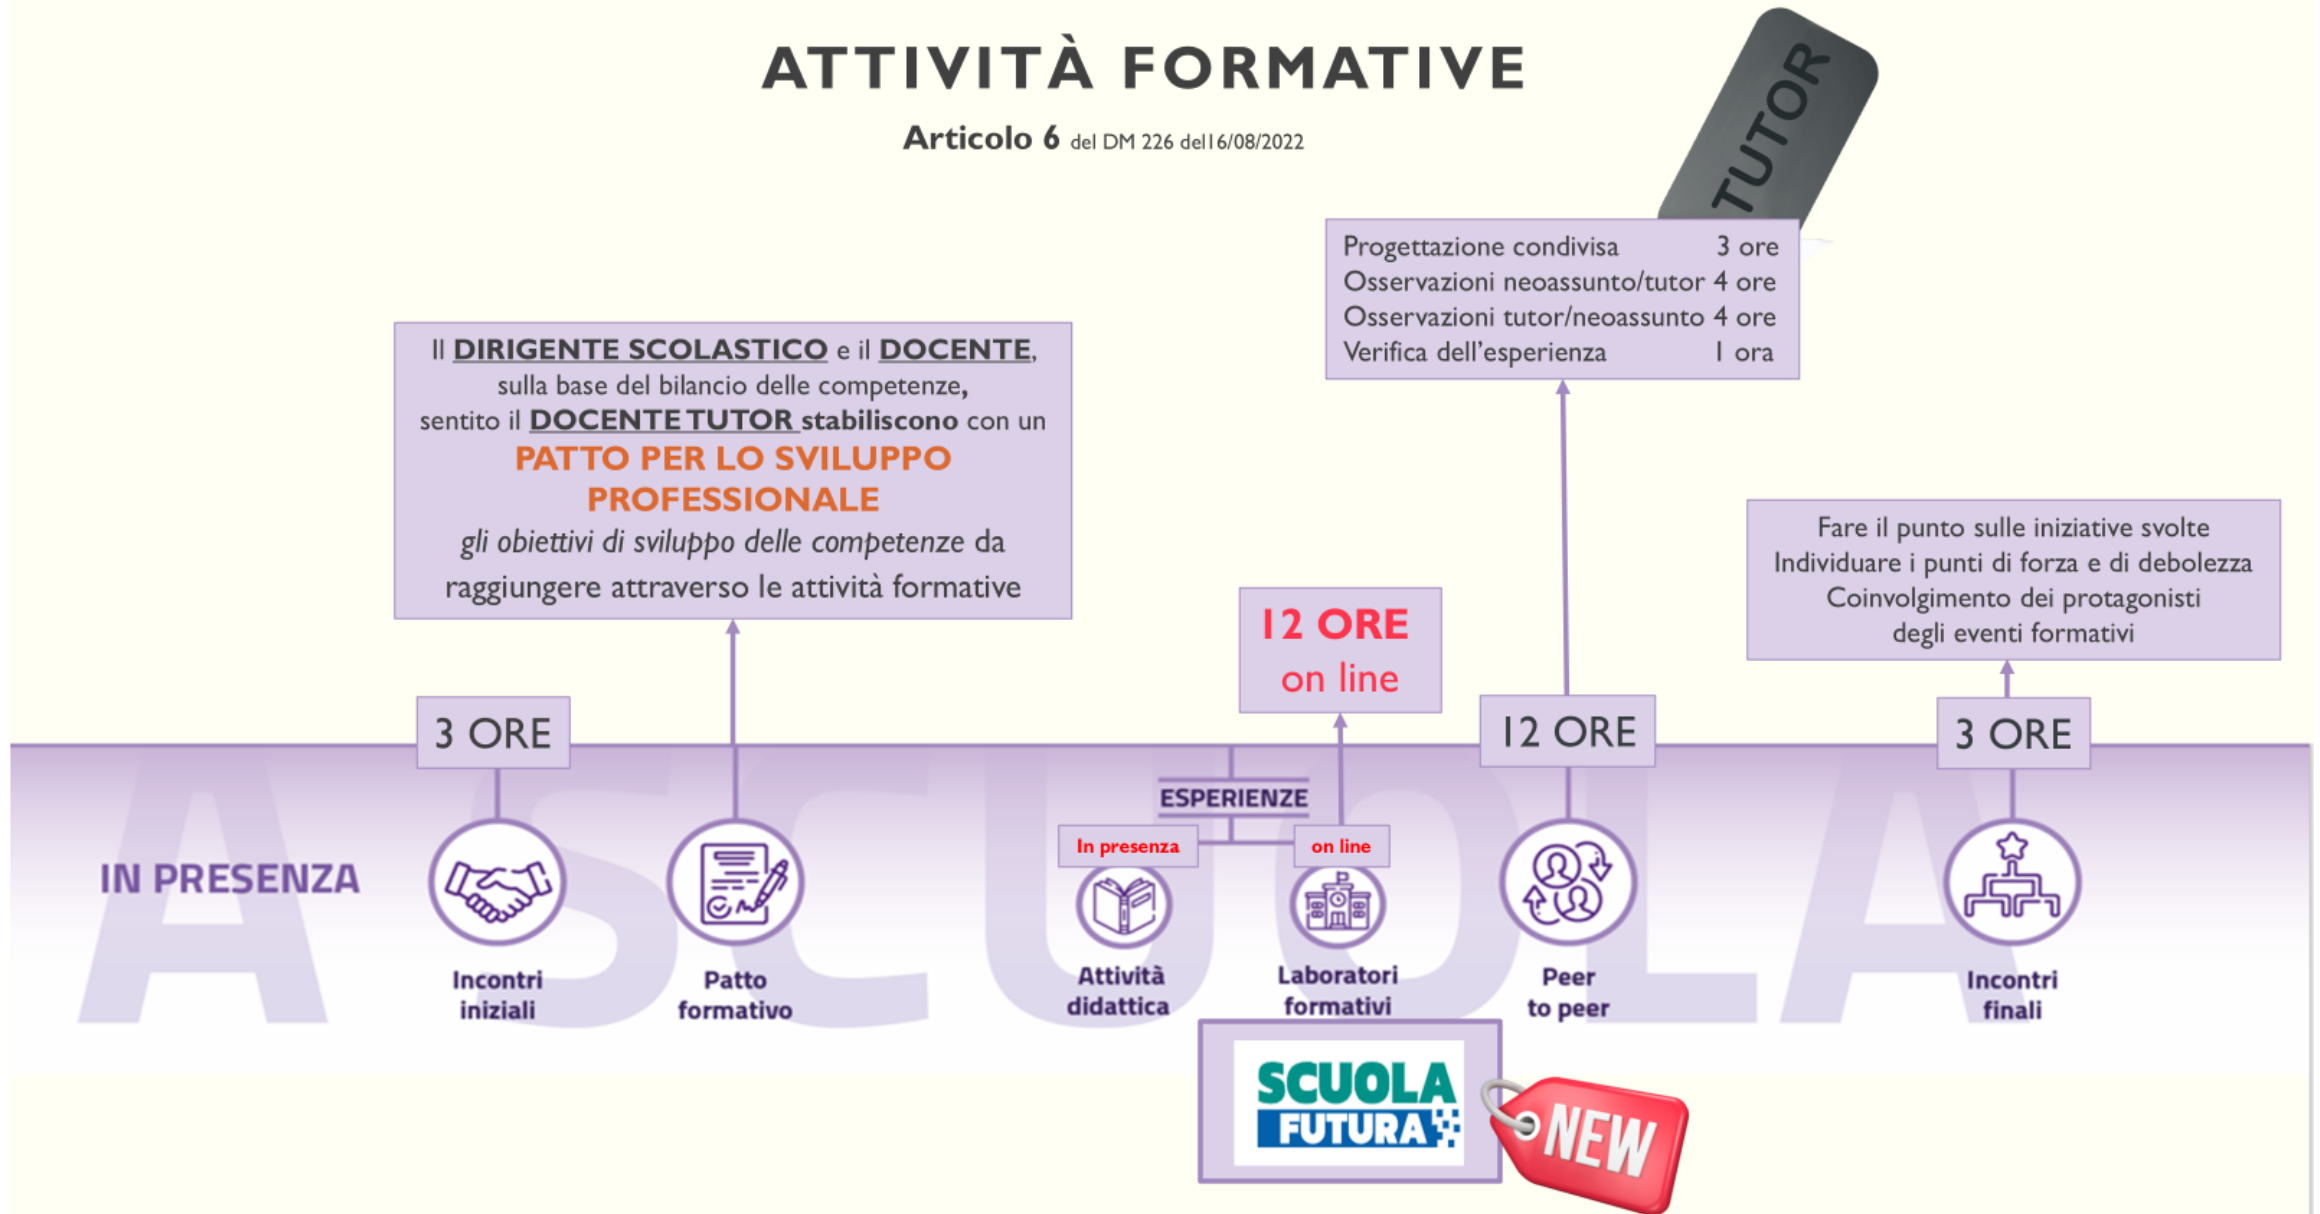 ATTIVITÀ FORMATIVE
Articolo 6 del DM 226 del16/08/2022
TUTOR
Progettazione condivisa 3 ore
Osservazioni neoassunto/tutor 4 ore
Osservazioni tutor/neoassunto 4 ore
Verifica dell'esperienza 1 ora
Il DIRIGENTE SCOLASTICO e il DOCENTE,
sulla base del bilancio delle competenze,
sentito il DOCENTE TUTOR stabiliscono con un
PATTO PER LO SVILUPPO
PROFESSIONALE
gli obiettivi di sviluppo delle competenze da
raggiungere attraverso le attività formative
Fare il punto sulle iniziative svolte
Individuare i punti di forza e di debolezza
Coinvolgimento dei protagonisti
degli eventi formativi
12 ORE
on line
3 ORE
12 ORE
3 ORE
A SCUOLA
ESPERIENZE
In presenza
on line
IN PRESENZA
Incontri
iniziali
Patto
formativo
Attività
didattica
Laboratori
formativi
Peer
to peer
Incontri
finali
SCUOLA
FUTURA
NEW